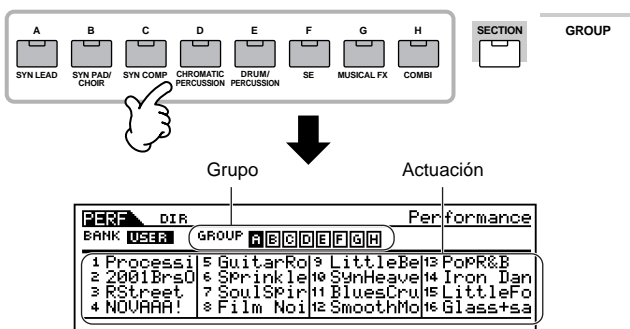 A B C D E F G H SECTION GROUP
SYN LEAD SYN PAD/ CHOIR SYN COMP CHROMATIC PERCUSSION DRUM/ PERCUSSION SE MUSICAL FX COMBI
Grupo Actuación
PERF DIR Performance
BANK USER GROUP A B C D E F G H
1 Processi 5 GuitarRo 9 LittleBe 13 PopR&B
2 2001BrsO 6 Sprinkle 10 SynHeave 14 Iron Dan
3 RStreet 7 SoulSpir 11 BluesCru 15 LittleFo
4 NOVAAA! 8 Film Noi 12 SmoothMo 16 Glass+sa